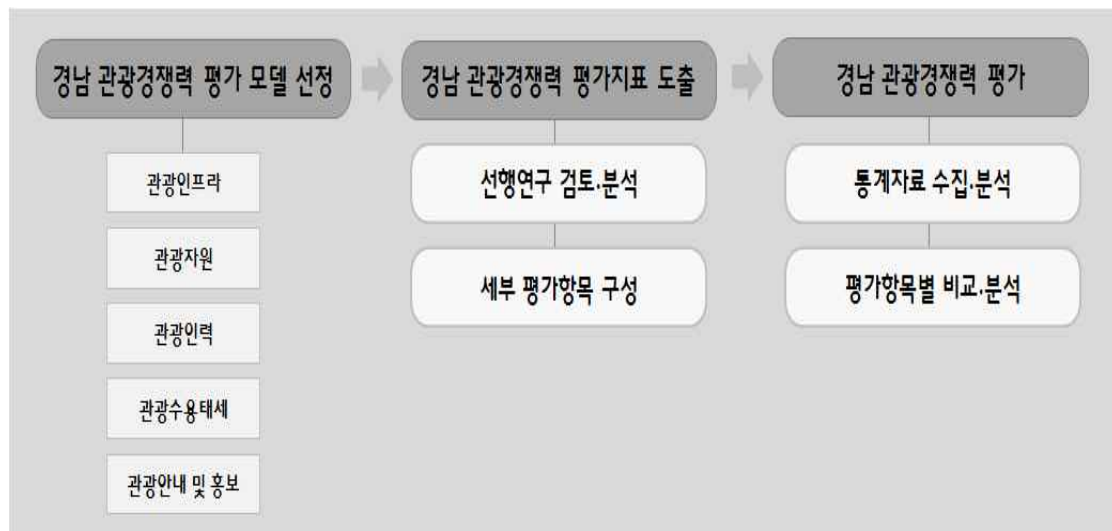 경남 관광경쟁력 평가 모델 선정
관광인프라
관광자원
관광인력
관광수용태세
관광안내 및 홍보
경남 관광경쟁력 평가지표 도출
선행연구 검토·분석
세부 평가항목 구성
경남 관광경쟁력 평가
통계자료 수집·분석
평가항목별 비교·분석